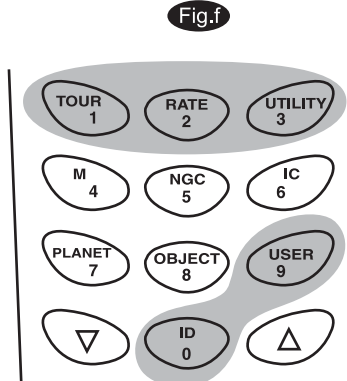 Fig.f
TOUR RATE UTILITY
1 2 3
M NGC IC
4 5 6
PLANET OBJECT USER
7 8 9
ID
0